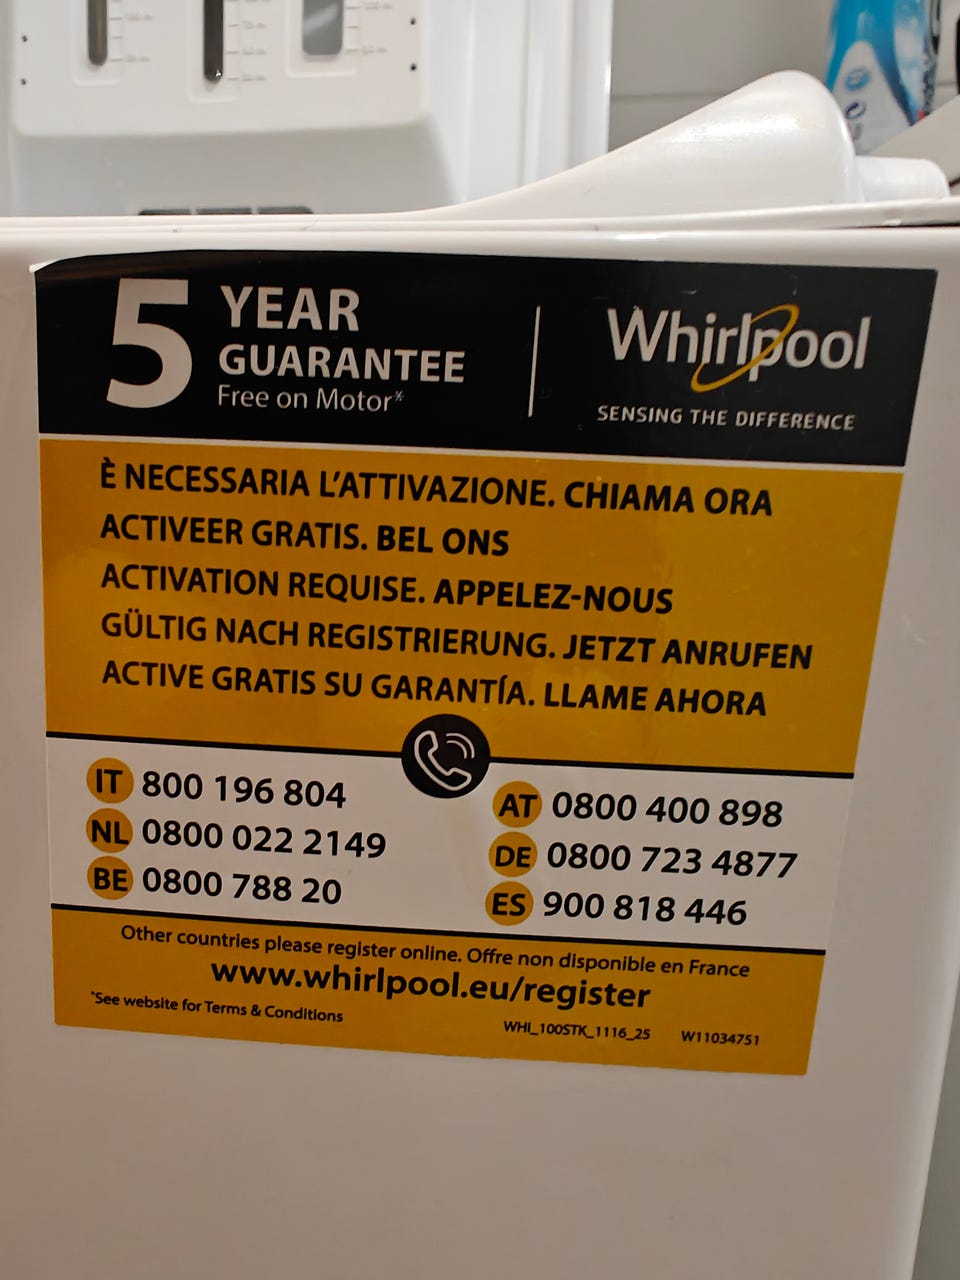 5 YEAR
GUARANTEE
Free on Motor*
Whirlpool
SENSING THE DIFFERENCE
È NECESSARIA L'ATTIVAZIONE. CHIAMA ORA
ACTIVEER GRATIS. BEL ONS
ACTIVATION REQUISE. APPELEZ-NOUS
GÜLTIG NACH REGISTRIERUNG. JETZT ANRUFEN
ACTIVE GRATIS SU GARANTÍA. LLAME AHORA
IT 800 196 804
NL 0800 022 2149
BE 0800 788 20
AT 0800 400 898
DE 0800 723 4877
ES 900 818 446
Other countries please register online. Offre non disponible en France
www.whirlpool.eu/register
*See website for Terms & Conditions
WHI_100STK_1116_25 W11034751